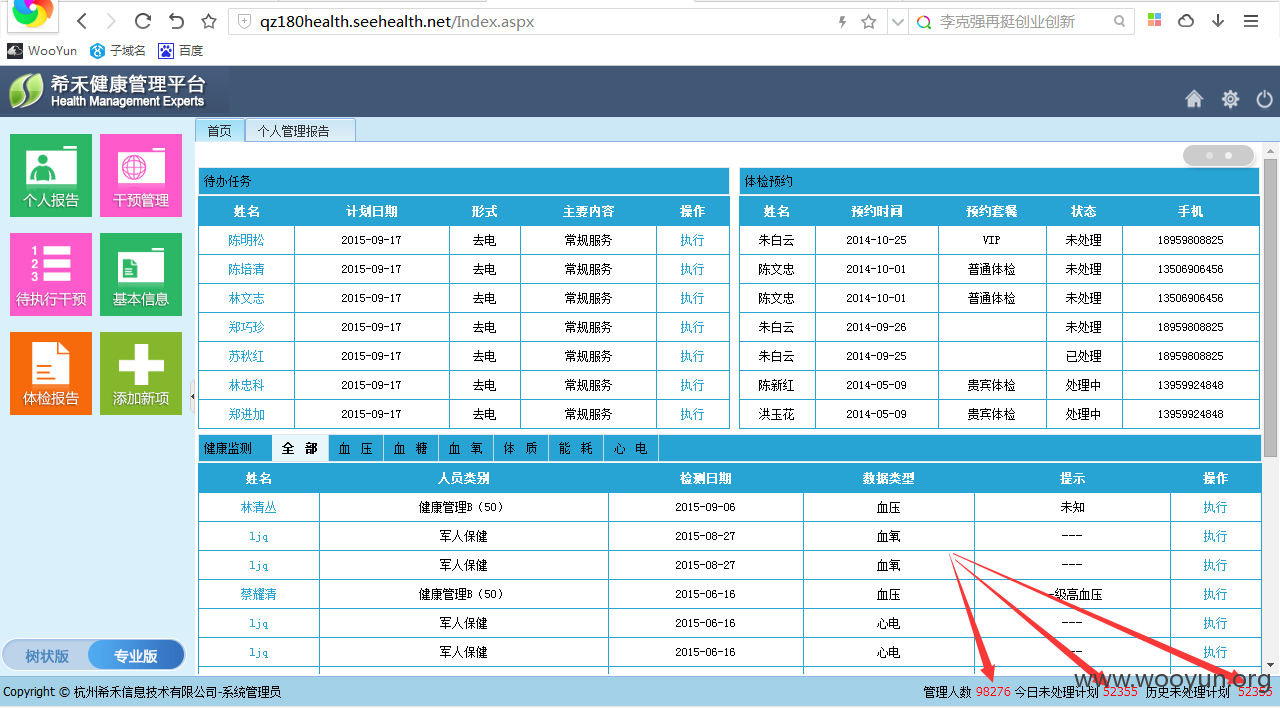 qz180health.seehealth.net/Index.aspx
李克强再挺创业创新
WooYun 子域名 百度
希禾健康管理平台
Health Management Experts
首页 个人管理报告
个人报告 干预管理
待执行干预 基本信息
体检报告 添加新项
待办任务
姓名 计划日期 形式 主要内容 操作
陈明松 2015-09-17 去电 常规服务 执行
陈培清 2015-09-17 去电 常规服务 执行
林文志 2015-09-17 去电 常规服务 执行
郑巧珍 2015-09-17 去电 常规服务 执行
苏秋红 2015-09-17 去电 常规服务 执行
林忠科 2015-09-17 去电 常规服务 执行
郑进加 2015-09-17 去电 常规服务 执行
体检预约
姓名 预约时间 预约套餐 状态 手机
朱白云 2014-10-25 VIP 未处理 18959808825
陈文忠 2014-10-01 普通体检 未处理 13506906456
陈文忠 2014-10-01 普通体检 未处理 13506906456
朱白云 2014-09-26 未处理 18959808825
朱白云 2014-09-25 已处理 18959808825
陈新红 2014-05-09 贵宾体检 处理中 13959924848
洪玉花 2014-05-09 贵宾体检 处理中 13959924848
健康监测 全 部 血 压 血 糖 血 氧 体 质 能 耗 心 电
姓名 人员类别 检测日期 数据类型 提示 操作
林清丛 健康管理B（50） 2015-09-06 血压 未知 执行
ljq 军人保健 2015-08-27 血氧 --- 执行
ljq 军人保健 2015-08-27 血氧 --- 执行
蔡耀青 健康管理B（50） 2015-06-16 血压 级高血压 执行
ljq 军人保健 2015-06-16 心电 --- 执行
ljq 军人保健 2015-06-16 心电 --- 执行
树状版 专业版
Copyright © 杭州希禾信息技术有限公司-系统管理员
管理人数 98276 今日未处理计划 52355 历史未处理计划 52355
www.wooyun.org